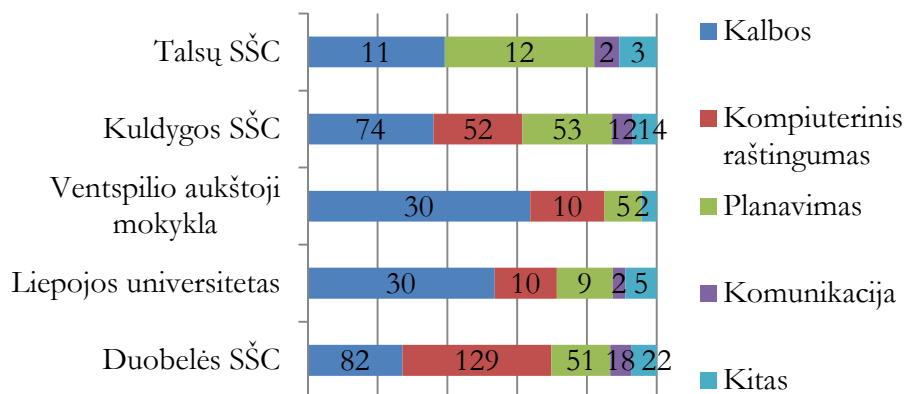 Talsų SŠC
11 12 2 3
Kuldygos SŠC
74 52 53 12 14
Ventspilio aukštoji
mokykla
30 10 5 2
Liepojos universitetas
30 10 9 2 5
Duobelės SŠC
82 129 51 18 22
Kalbos
Kompiuterinis
raštingumas
Planavimas
Komunikacija
Kitas